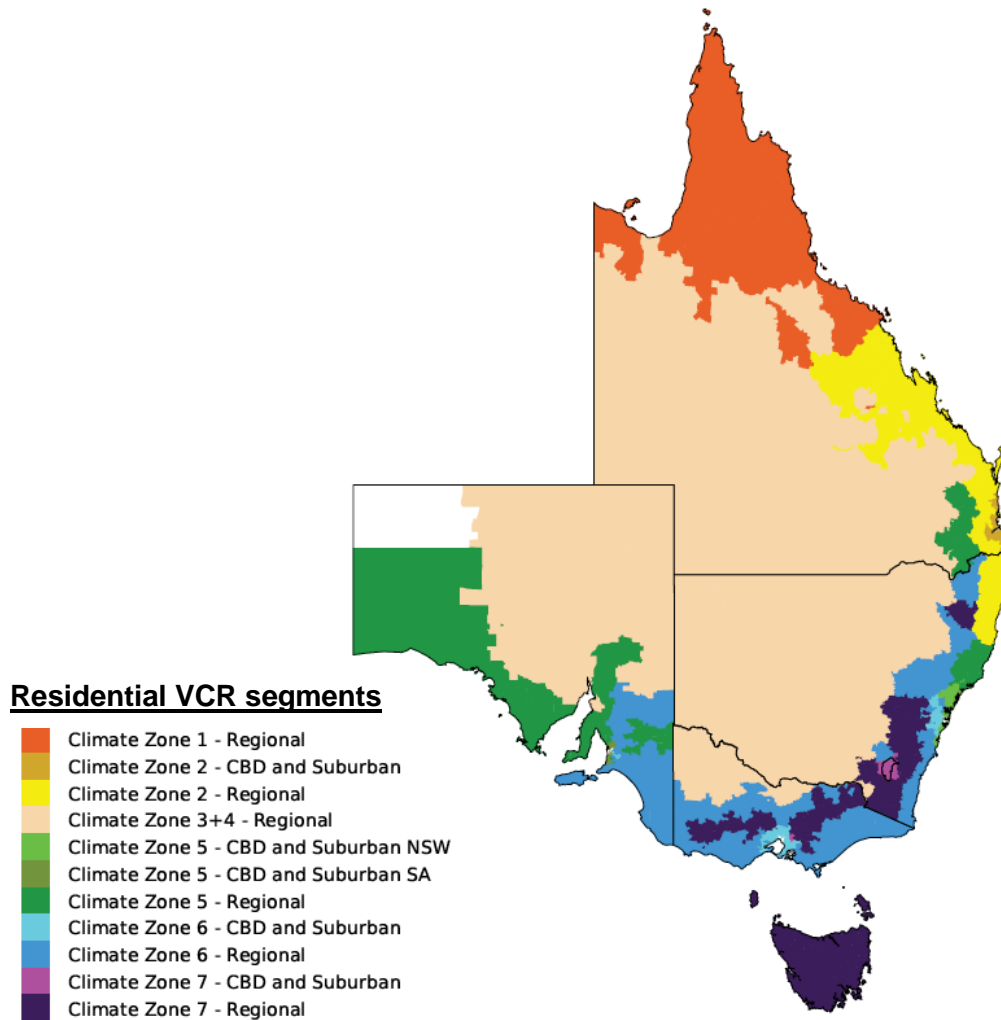 Residential VCR segments
Climate Zone 1 - Regional
Climate Zone 2 - CBD and Suburban
Climate Zone 2 - Regional
Climate Zone 3+4 - Regional
Climate Zone 5 - CBD and Suburban NSW
Climate Zone 5 - CBD and Suburban SA
Climate Zone 5 - Regional
Climate Zone 6 - CBD and Suburban
Climate Zone 6 - Regional
Climate Zone 7 - CBD and Suburban
Climate Zone 7 - Regional